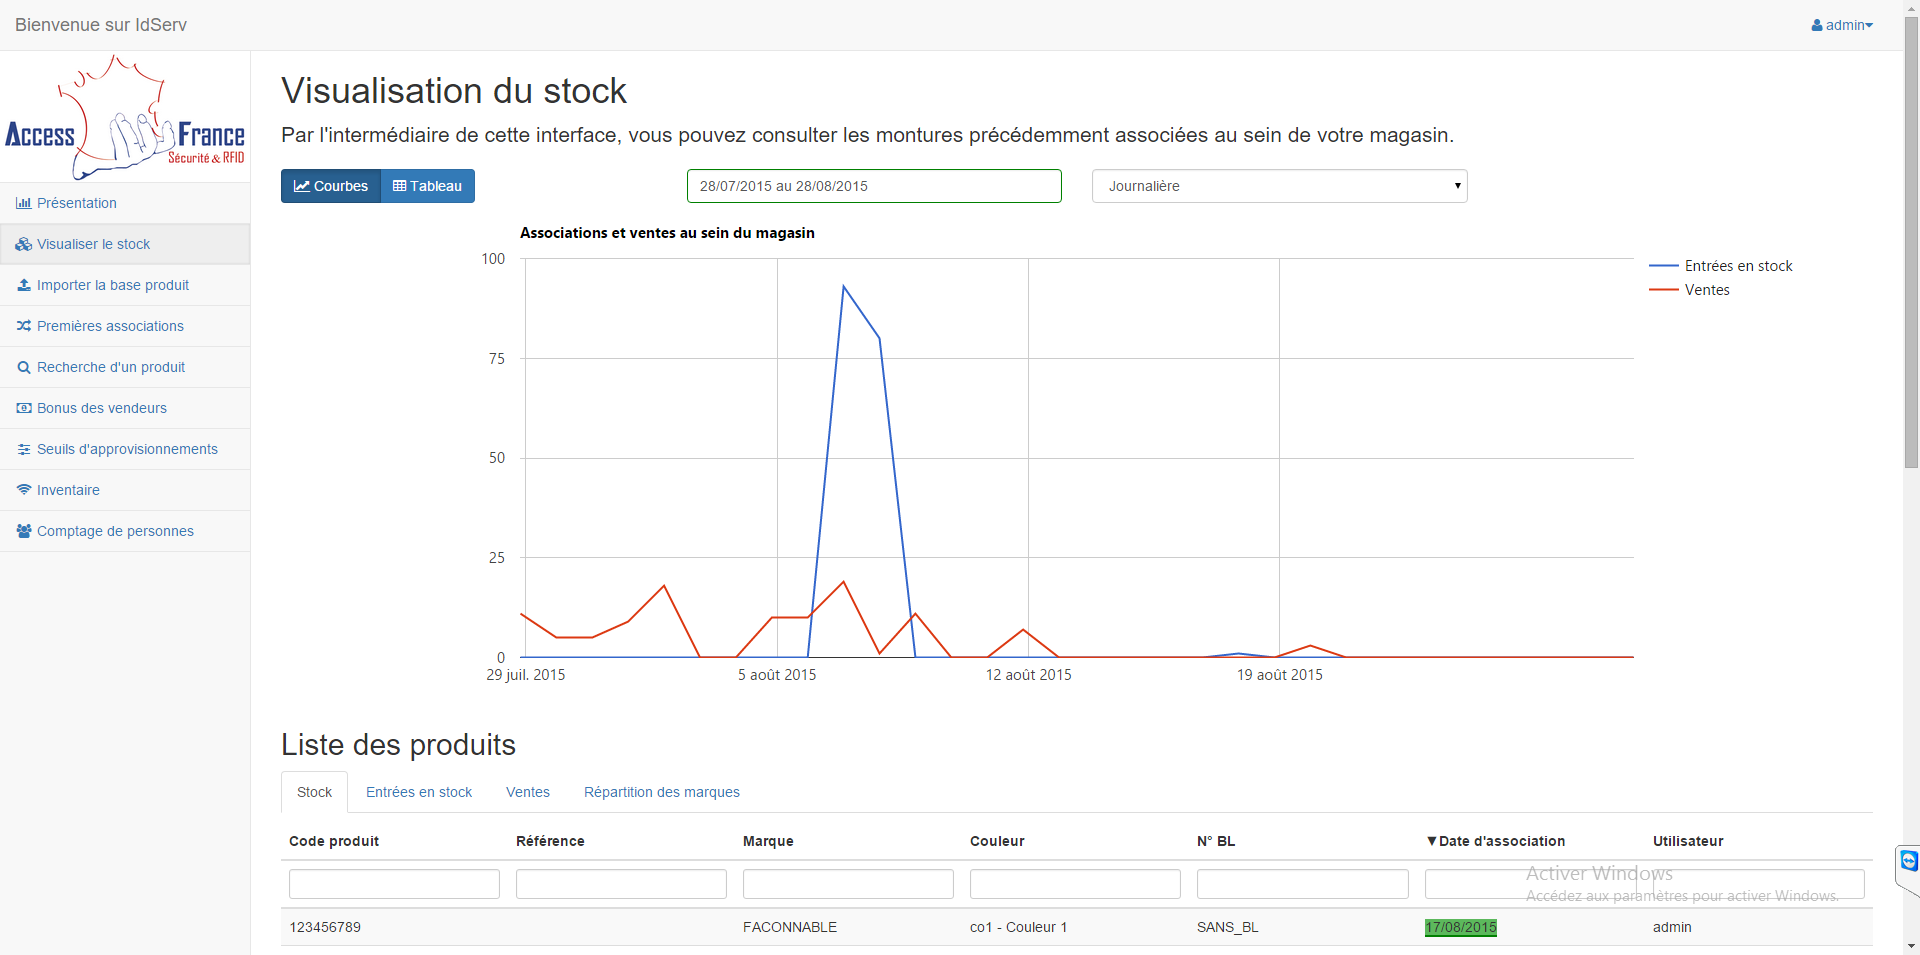 Bienvenue sur IdServ
admin
Access France
Sécurité & RFID
Présentation
Visualiser le stock
Importer la base produit
Premières associations
Recherche d'un produit
Bonus des vendeurs
Seuils d'approvisionnements
Inventaire
Comptage de personnes
Visualisation du stock
Par l'intermédiaire de cette interface, vous pouvez consulter les montures précédemment associées au sein de votre magasin.
Courbes Tableau 28/07/2015 au 28/08/2015 Journalière
Associations et ventes au sein du magasin
100
75
50
25
0
29 juil. 2015 5 août 2015 12 août 2015 19 août 2015
Entrées en stock
Ventes
Liste des produits
Stock Entrées en stock Ventes Répartition des marques
Code produit Référence Marque Couleur N° BL ▼Date d'association Utilisateur
Activer Windows
Accédez aux paramètres pour activer Windows.
123456789 FACONNABLE co1 - Couleur 1 SANS_BL 17/08/2015 admin